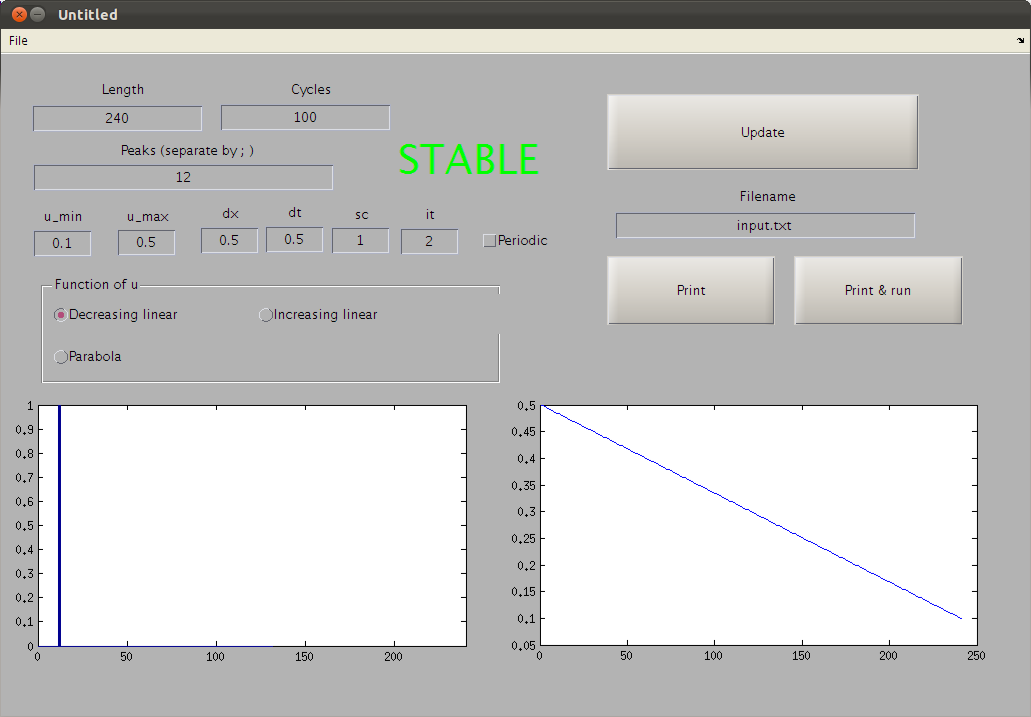 Untitled
File
Length Cycles
240 100
Peaks (separate by ; )
12
STABLE
u_min u_max dx dt sc it
0.1 0.5 0.5 0.5 1 2 Periodic
Function of u
Decreasing linear Increasing linear
Parabola
Update
Filename
input.txt
Print Print & run
1
0.9
0.8
0.7
0.6
0.5
0.4
0.3
0.2
0.1
0
0 50 100 150 200
0.5
0.45
0.4
0.35
0.3
0.25
0.2
0.15
0.1
0.05
0 50 100 150 200 250